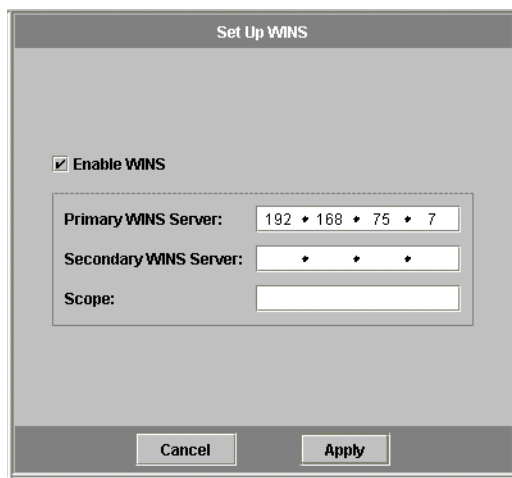 Set Up WINS
Enable WINS
Primary WINS Server: 192 . 168 . 75 . 7
Secondary WINS Server: . . .
Scope:
Cancel Apply